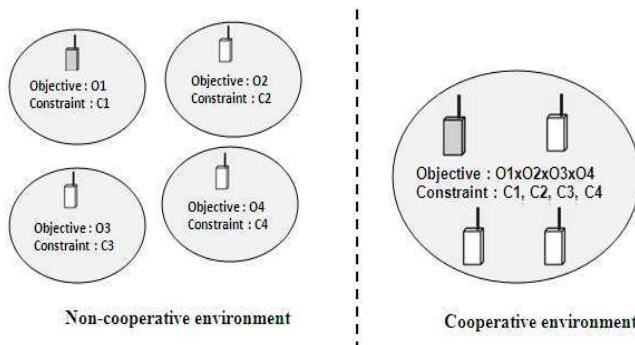 Objective : O1
Constraint : C1
Objective : O2
Constraint : C2
Objective : O3
Constraint : C3
Objective : O4
Constraint : C4
Non-cooperative environment
Objective : O1xO2xO3xO4
Constraint : C1, C2, C3, C4
Cooperative environment